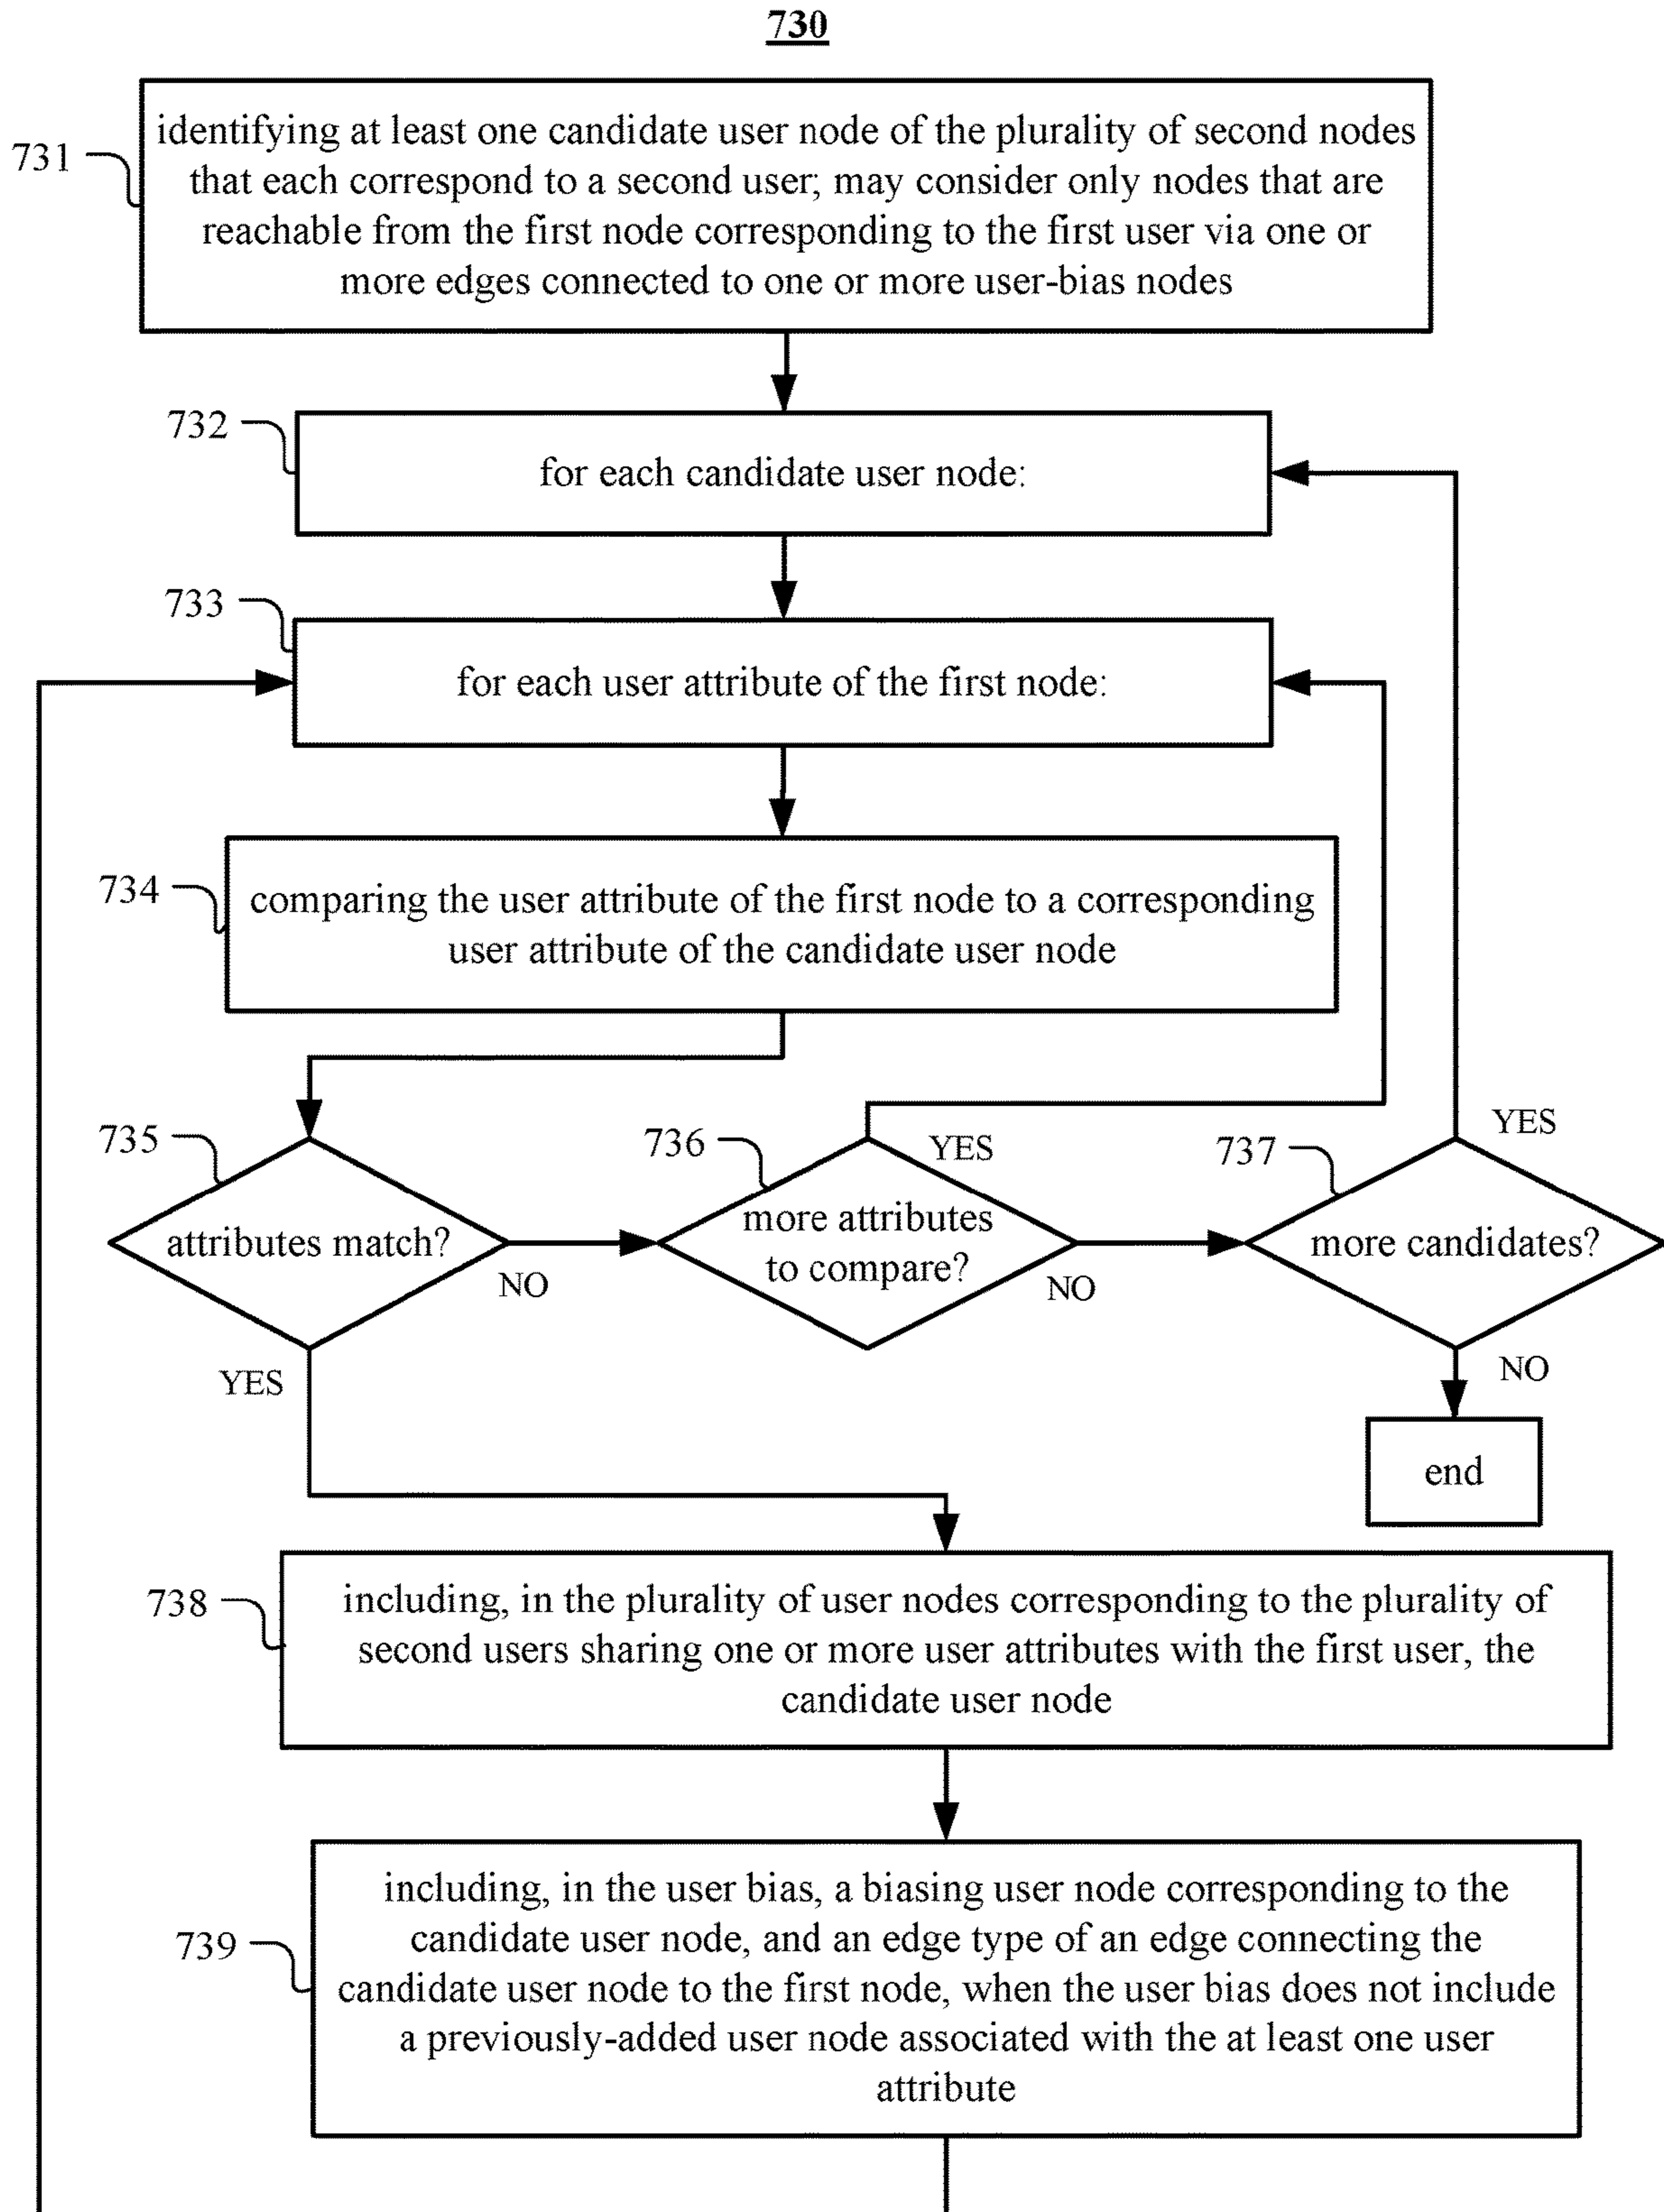 730
731
identifying at least one candidate user node of the plurality of second nodes
that each correspond to a second user; may consider only nodes that are
reachable from the first node corresponding to the first user via one or
more edges connected to one or more user-bias nodes
732
for each candidate user node:
733
for each user attribute of the first node:
734
comparing the user attribute of the first node to a corresponding
user attribute of the candidate user node
735
attributes match?
NO
YES
736
more attributes
to compare?
YES
NO
737
more candidates?
YES
NO
end
738
including, in the plurality of user nodes corresponding to the plurality of
second users sharing one or more user attributes with the first user, the
candidate user node
739
including, in the user bias, a biasing user node corresponding to the
candidate user node, and an edge type of an edge connecting the
candidate user node to the first node, when the user bias does not include
a previously-added user node associated with the at least one user
attribute